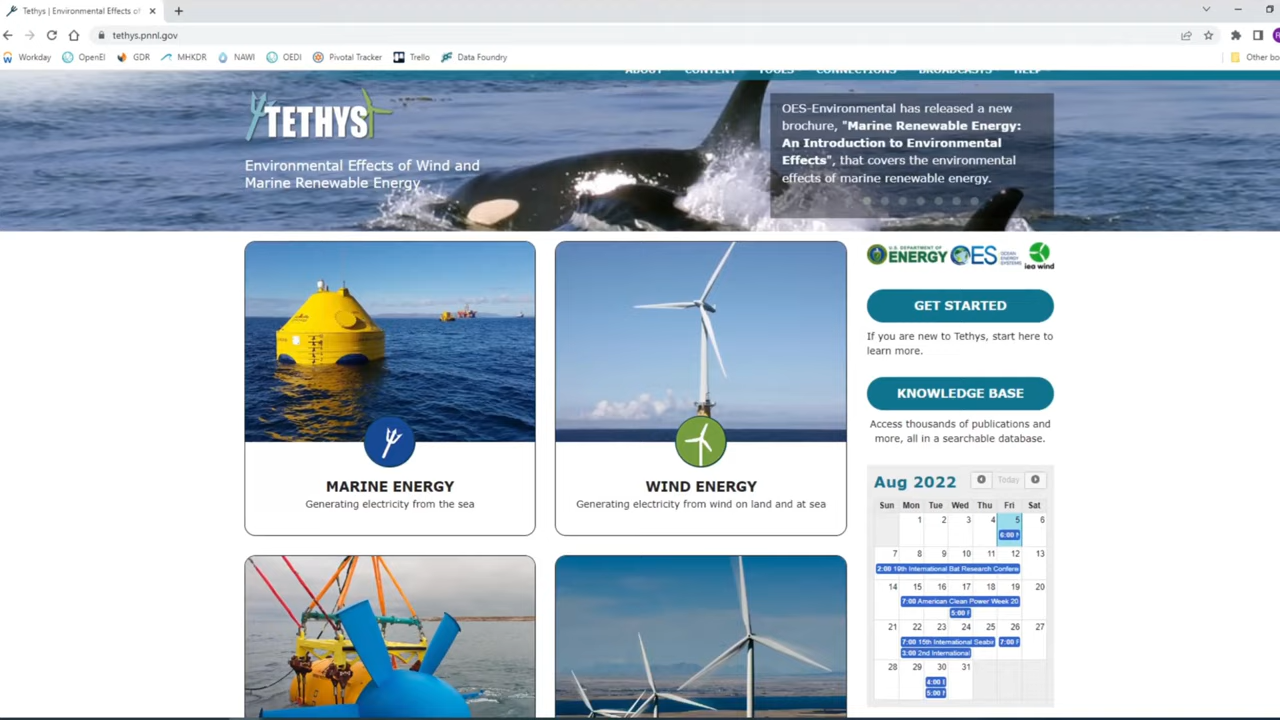 Tethys | Environmental Effects of
tethys.pnnl.gov
Workday OpenEI GDR MHKDR NAWI OEDI Pivotal Tracker Trello Data Foundry Other bo
ABOUT CONTENT TOOLS CONNECTIONS BROADCASTS HELP
TETHYS
Environmental Effects of Wind and
Marine Renewable Energy
OES-Environmental has released a new
brochure, "Marine Renewable Energy:
An Introduction to Environmental
Effects", that covers the environmental
effects of marine renewable energy.
MARINE ENERGY
Generating electricity from the sea
WIND ENERGY
Generating electricity from wind on land and at sea
U.S. DEPARTMENT OF
ENERGY
OES
OCEAN
ENERGY
SYSTEMS
iea wind
GET STARTED
If you are new to Tethys, start here to
learn more.
KNOWLEDGE BASE
Access thousands of publications and
more, all in a searchable database.
Aug 2022 Today
Sun Mon Tue Wed Thu Fri Sat
1 2 3 4 5 6
6:00
7 8 9 10 11 12 13
2:00 19th International Bat Research Confere
14 15 16 17 18 19 20
7:00 American Clean Power Week 20
5:00
21 22 23 24 25 26 27
7:00 15th International Seabir 7:00
3:00 2nd International
28 29 30 31
4:00
5:00